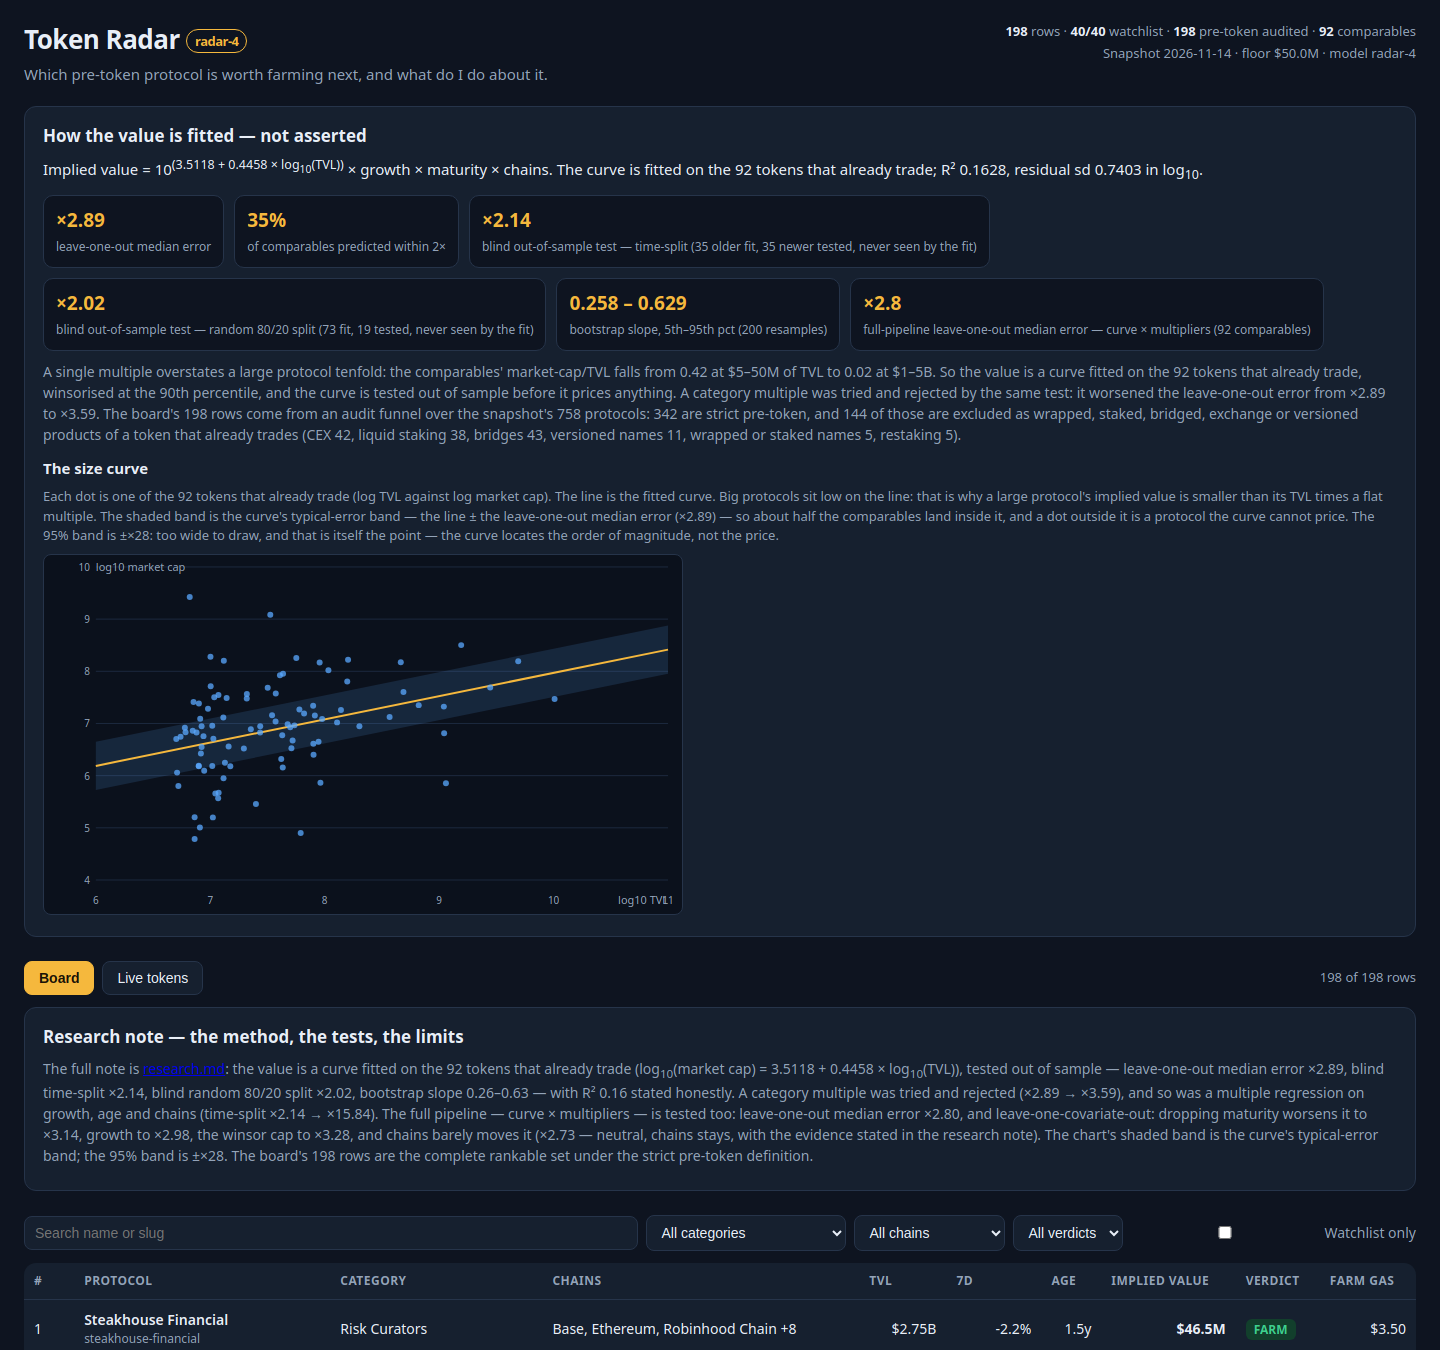 Token Radar radar-4
198 rows · 40/40 watchlist · 198 pre-token audited · 92 comparables
Snapshot 2026-11-14 · floor $50.0M · model radar-4
Which pre-token protocol is worth farming next, and what do I do about it.
How the value is fitted — not asserted
Implied value = 10^(3.5118 + 0.4458 × log₁₀(TVL)) × growth × maturity × chains. The curve is fitted on the 92 tokens that already trade; R² 0.1628, residual sd 0.7403 in log₁₀.
×2.89
leave-one-out median error
35%
of comparables predicted within 2×
×2.14
blind out-of-sample test — time-split (35 older fit, 35 newer tested, never seen by the fit)
×2.02
blind out-of-sample test — random 80/20 split (73 fit, 19 tested, never seen by the fit)
0.258 – 0.629
bootstrap slope, 5th–95th pct (200 resamples)
×2.8
full-pipeline leave-one-out median error — curve × multipliers (92 comparables)
A single multiple overstates a large protocol tenfold: the comparables' market-cap/TVL falls from 0.42 at $5–50M of TVL to 0.02 at $1–5B. So the value is a curve fitted on the 92 tokens that already trade,
winsorised at the 90th percentile, and the curve is tested out of sample before it prices anything. A category multiple was tried and rejected by the same test: it worsened the leave-one-out error from ×2.89
to ×3.59. The board's 198 rows come from an audit funnel over the snapshot's 758 protocols: 342 are strict pre-token, and 144 of those are excluded as wrapped, staked, bridged, exchange or versioned
products of a token that already trades (CEX 42, liquid staking 38, bridges 43, versioned names 11, wrapped or staked names 5, restaking 5).
The size curve
Each dot is one of the 92 tokens that already trade (log TVL against log market cap). The line is the fitted curve. Big protocols sit low on the line: that is why a large protocol's implied value is smaller than its TVL times a flat
multiple. The shaded band is the curve's typical-error band — the line ± the leave-one-out median error (×2.89) — so about half the comparables land inside it, and a dot outside it is a protocol the curve cannot price. The
95% band is ±×28: too wide to draw, and that is itself the point — the curve locates the order of magnitude, not the price.
10 log10 market cap
9
8
7
6
5
4
6 7 8 9 10 log10 TVL 11
Board
Live tokens
198 of 198 rows
Research note — the method, the tests, the limits
The full note is research.md: the value is a curve fitted on the 92 tokens that already trade (log₁₀(market cap) = 3.5118 + 0.4458 × log₁₀(TVL)), tested out of sample — leave-one-out median error ×2.89, blind
time-split ×2.14, blind random 80/20 split ×2.02, bootstrap slope 0.26–0.63 — with R² 0.16 stated honestly. A category multiple was tried and rejected (×2.89 → ×3.59), and so was a multiple regression on
growth, age and chains (time-split ×2.14 → ×15.84). The full pipeline — curve × multipliers — is tested too: leave-one-out median error ×2.80, and leave-one-covariate-out: dropping maturity worsens it to
×3.14, growth to ×2.98, the winsor cap to ×3.28, and chains barely moves it (×2.73 — neutral, chains stays, with the evidence stated in the research note). The chart's shaded band is the curve's typical-error
band; the 95% band is ±×28. The board's 198 rows are the complete rankable set under the strict pre-token definition.
Search name or slug
All categories
All chains
All verdicts
Watchlist only
# PROTOCOL CATEGORY CHAINS TVL 7D AGE IMPLIED VALUE VERDICT FARM GAS
1 Steakhouse Financial Risk Curators Base, Ethereum, Robinhood Chain +8 $2.75B -2.2% 1.5y $46.5M FARM $3.50
steakhouse-financial